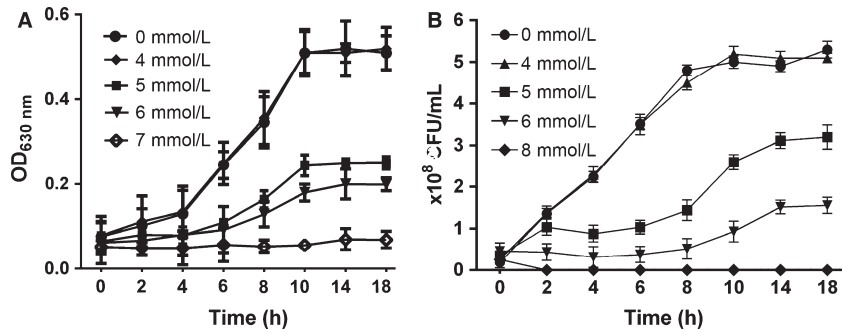 A
0.6
0.4
0.2
0.0
OD630 nm
0 mmol/L
4 mmol/L
5 mmol/L
6 mmol/L
7 mmol/L
0 2 4 6 8 10 14 18
Time (h)
B
6
5
4
3
2
1
0
x10⁸ CFU/mL
0 mmol/L
4 mmol/L
5 mmol/L
6 mmol/L
8 mmol/L
0 2 4 6 8 10 14 18
Time (h)